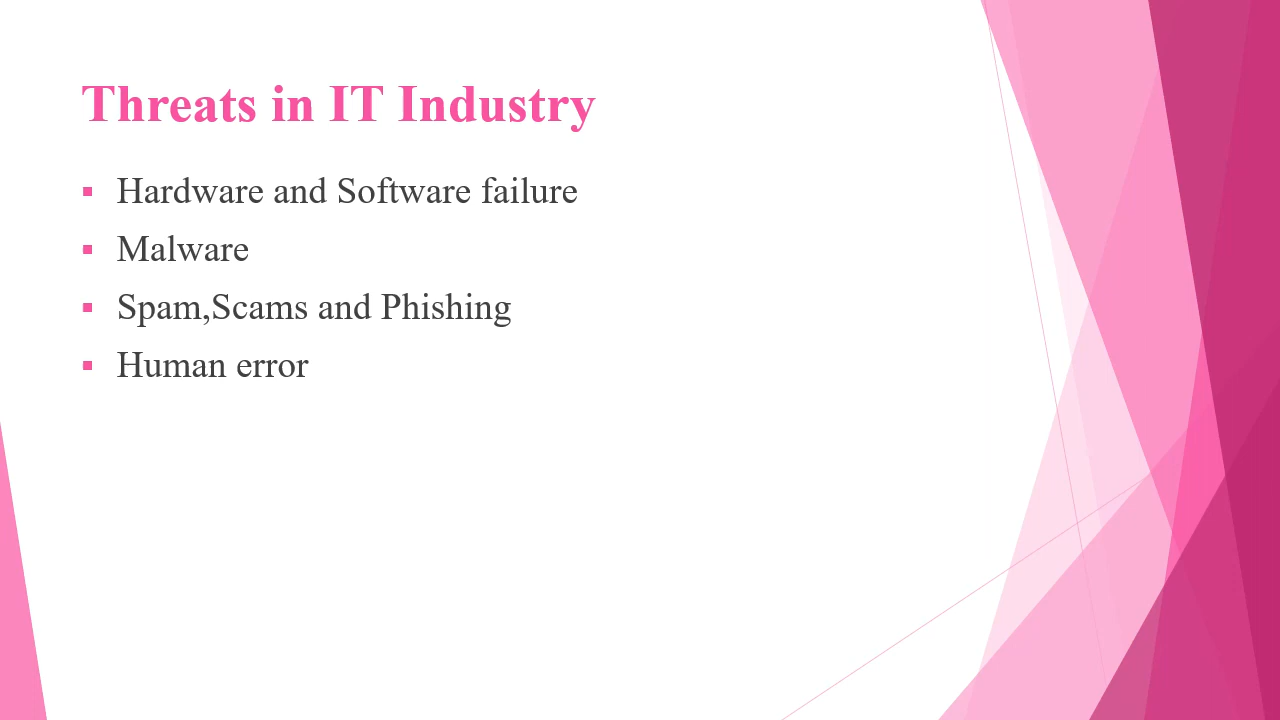 Threats in IT Industry
Hardware and Software failure
Malware
Spam,Scams and Phishing
Human error